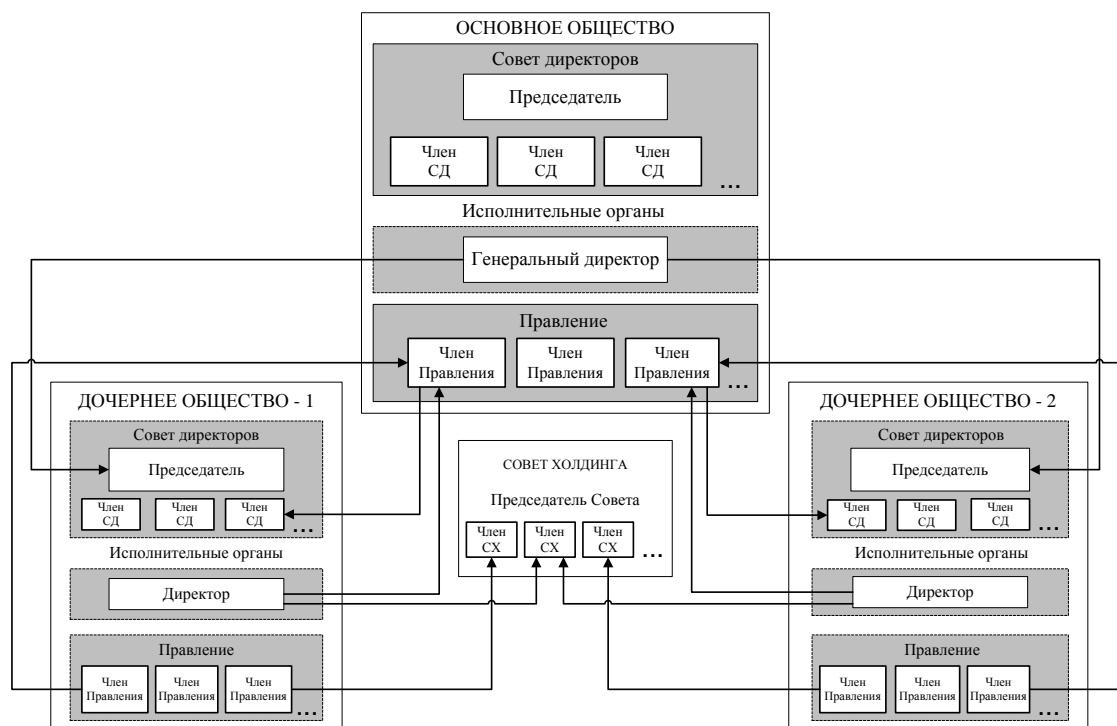 ОСНОВНОЕ ОБЩЕСТВО
Совет директоров
Председатель
Член
СД
Член
СД
Член
СД
...
Исполнительные органы
Генеральный директор
Правление
Член
Правления
Член
Правления
Член
Правления
...
ДОЧЕРНЕЕ ОБЩЕСТВО - 1
Совет директоров
Председатель
Член
СД
Член
СД
Член
СД
...
Исполнительные органы
Директор
Правление
Член
Правления
Член
Правления
Член
Правления
...
СОВЕТ ХОЛДИНГА
Председатель Совета
Член
СХ
Член
СХ
Член
СХ
...
ДОЧЕРНЕЕ ОБЩЕСТВО - 2
Совет директоров
Председатель
Член
СД
Член
СД
Член
СД
...
Исполнительные органы
Директор
Правление
Член
Правления
Член
Правления
Член
Правления
...